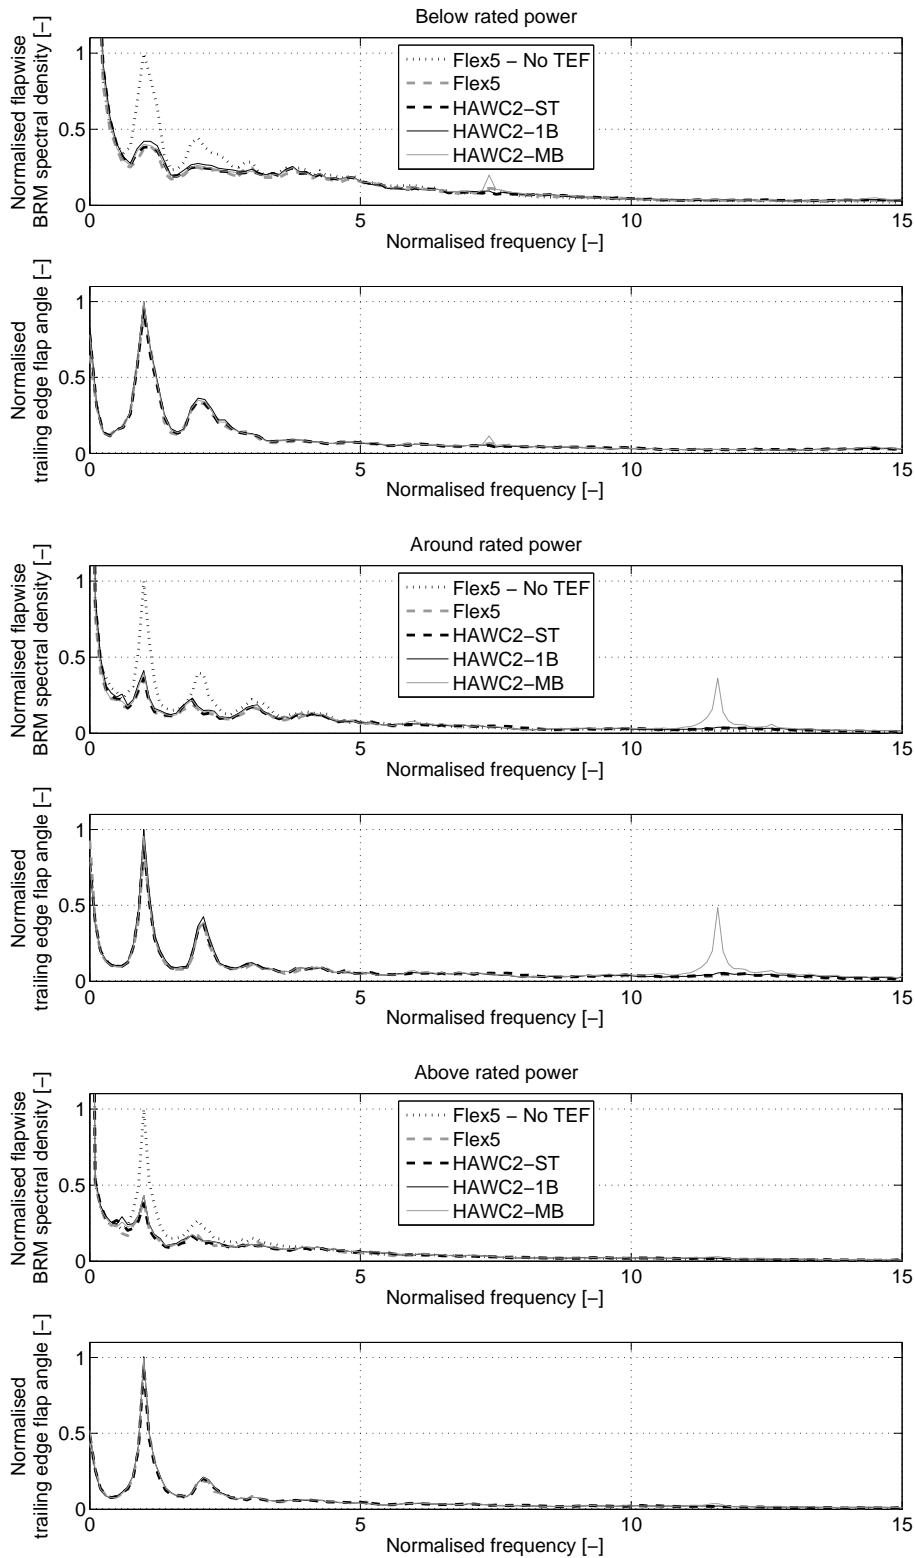 Below rated power
Normalised flapwise
BRM spectral density [−]
1
0.5
0
Flex5 − No TEF
Flex5
HAWC2−ST
HAWC2−1B
HAWC2−MB
0 5 10 15
Normalised frequency [−]
Normalised
trailing edge flap angle [−]
1
0.5
0
0 5 10 15
Normalised frequency [−]
Around rated power
Normalised flapwise
BRM spectral density [−]
1
0.5
0
Flex5 − No TEF
Flex5
HAWC2−ST
HAWC2−1B
HAWC2−MB
0 5 10 15
Normalised frequency [−]
Normalised
trailing edge flap angle [−]
1
0.5
0
0 5 10 15
Normalised frequency [−]
Above rated power
Normalised flapwise
BRM spectral density [−]
1
0.5
0
Flex5 − No TEF
Flex5
HAWC2−ST
HAWC2−1B
HAWC2−MB
0 5 10 15
Normalised frequency [−]
Normalised
trailing edge flap angle [−]
1
0.5
0
0 5 10 15
Normalised frequency [−]